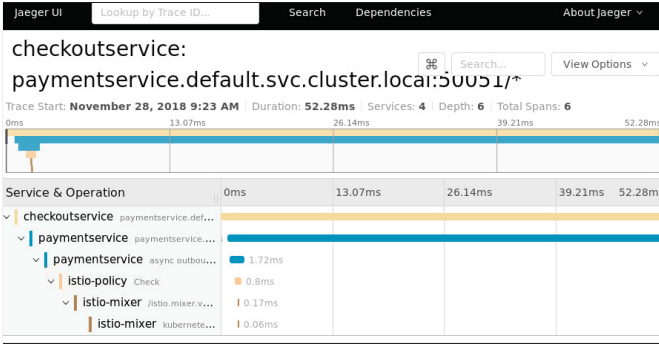 Jaeger UI Lookup by Trace ID... Search Dependencies About Jaeger
checkoutservice:
paymentservice.default.svc.cluster.local:50051/*
⌘ Search... View Options
Trace Start: November 28, 2018 9:23 AM Duration: 52.28ms Services: 4 Depth: 6 Total Spans: 6
0ms 13.07ms 26.14ms 39.21ms 52.28ms
Service & Operation 0ms 13.07ms 26.14ms 39.21ms 52.28m
checkoutservice paymentservice.def...
paymentservice paymentservice....
paymentservice async outbou... 1.72ms
istio-policy Check 0.8ms
istio-mixer /istio.mixer.v... 0.17ms
istio-mixer kubernete... 0.06ms